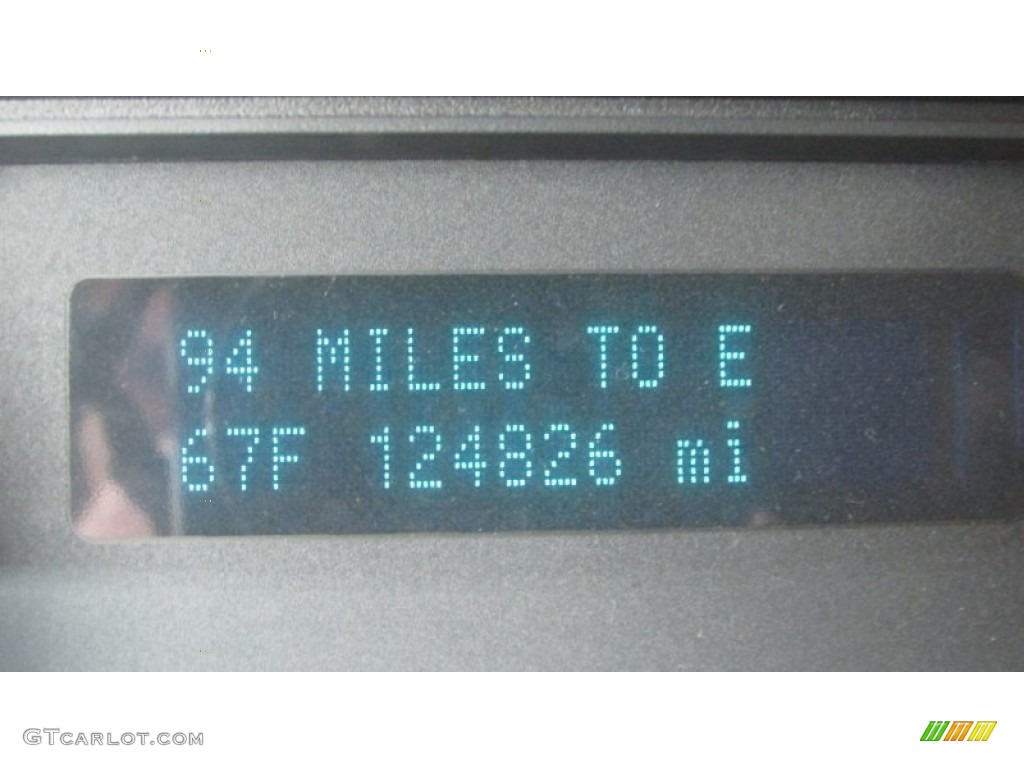 94 MILES TO E
67F 124826 mi
GTCARLOT.COM